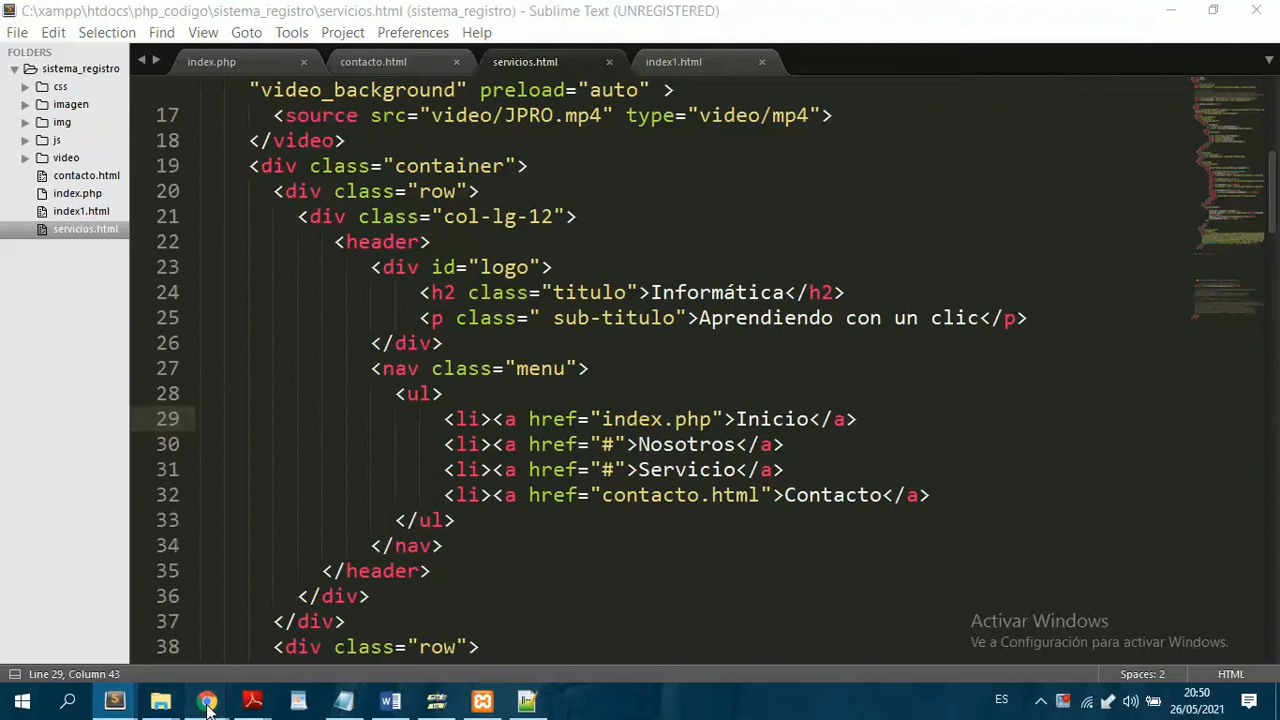 C:\xampp\htdocs\php_codigo\sistema_registro\servicios.html (sistema_registro) - Sublime Text (UNREGISTERED)
File Edit Selection Find View Goto Tools Project Preferences Help
FOLDERS
sistema_registro
css
imagen
img
js
video
contacto.html
index.php
index1.html
servicios.html
index.php contacto.html servicios.html index1.html
"video_background" preload="auto" >
17 <source src="video/JPRO.mp4" type="video/mp4">
18 </video>
19 <div class="container">
20 <div class="row">
21 <div class="col-lg-12">
22 <header>
23 <div id="logo">
24 <h2 class="titulo">Informática</h2>
25 <p class=" sub-titulo">Aprendiendo con un clic</p>
26 </div>
27 <nav class="menu">
28 <ul>
29 <li><a href="index.php">Inicio</a>
30 <li><a href="#">Nosotros</a>
31 <li><a href="#">Servicio</a>
32 <li><a href="contacto.html">Contacto</a>
33 </ul>
34 </nav>
35 </header>
36 </div>
37 </div>
38 <div class="row">
Activar Windows
Ve a Configuración para activar Windows.
Line 29, Column 43 Spaces: 2 HTML
ES
20:50
26/05/2021